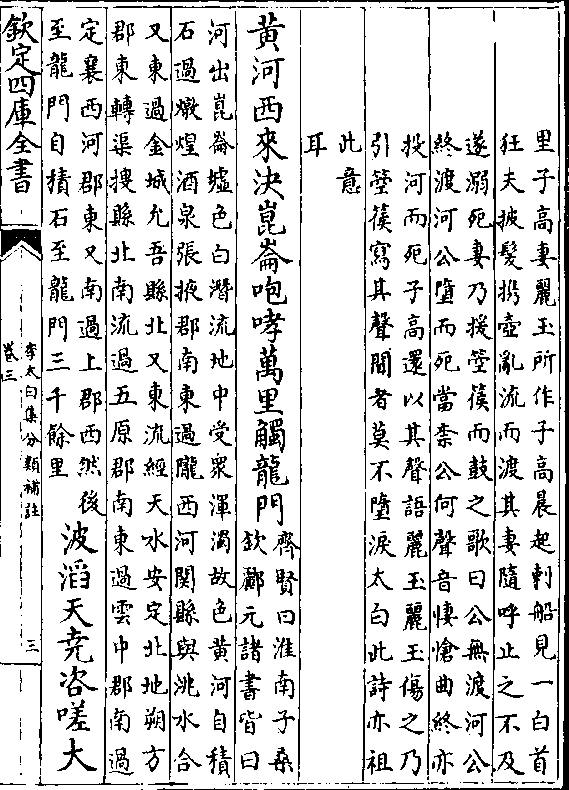 里子髙妻麗玉所作子髙晨起刺船見一白首
狂夫披髮携壺亂流而渡其妻隨呼止之不及
遂溺死妻乃援箜篌而鼓之歌曰公無渡河公
終渡河公墮而死當柰公何聲音悽愴曲終亦
投河而死子髙還以其聲語麗玉麗玉傷之乃
引箜篌寫其聲聞者莫不墮淚太白此詩亦祖
此意
耳
黄河西來決崑崙咆哮萬里觸龍門齊賢曰淮南子桑
欽酈元諸書皆曰
河出崑崙墟色白潛流地中受衆渾濁故色黄河自積
石過燉煌酒泉張掖郡南東過隴西河關縣與洮水合
又東過金城允吾縣北又東流經天水安定北地朔方
郡東轉渠搜縣北南流過五原郡南東過雲中郡南過
定襄西河郡東又南過上郡西然後
至龍門自積石至龍門三千餘里
波滔天堯咨嗟大
欽定四庫全書
李太白集分類補註
卷三
三